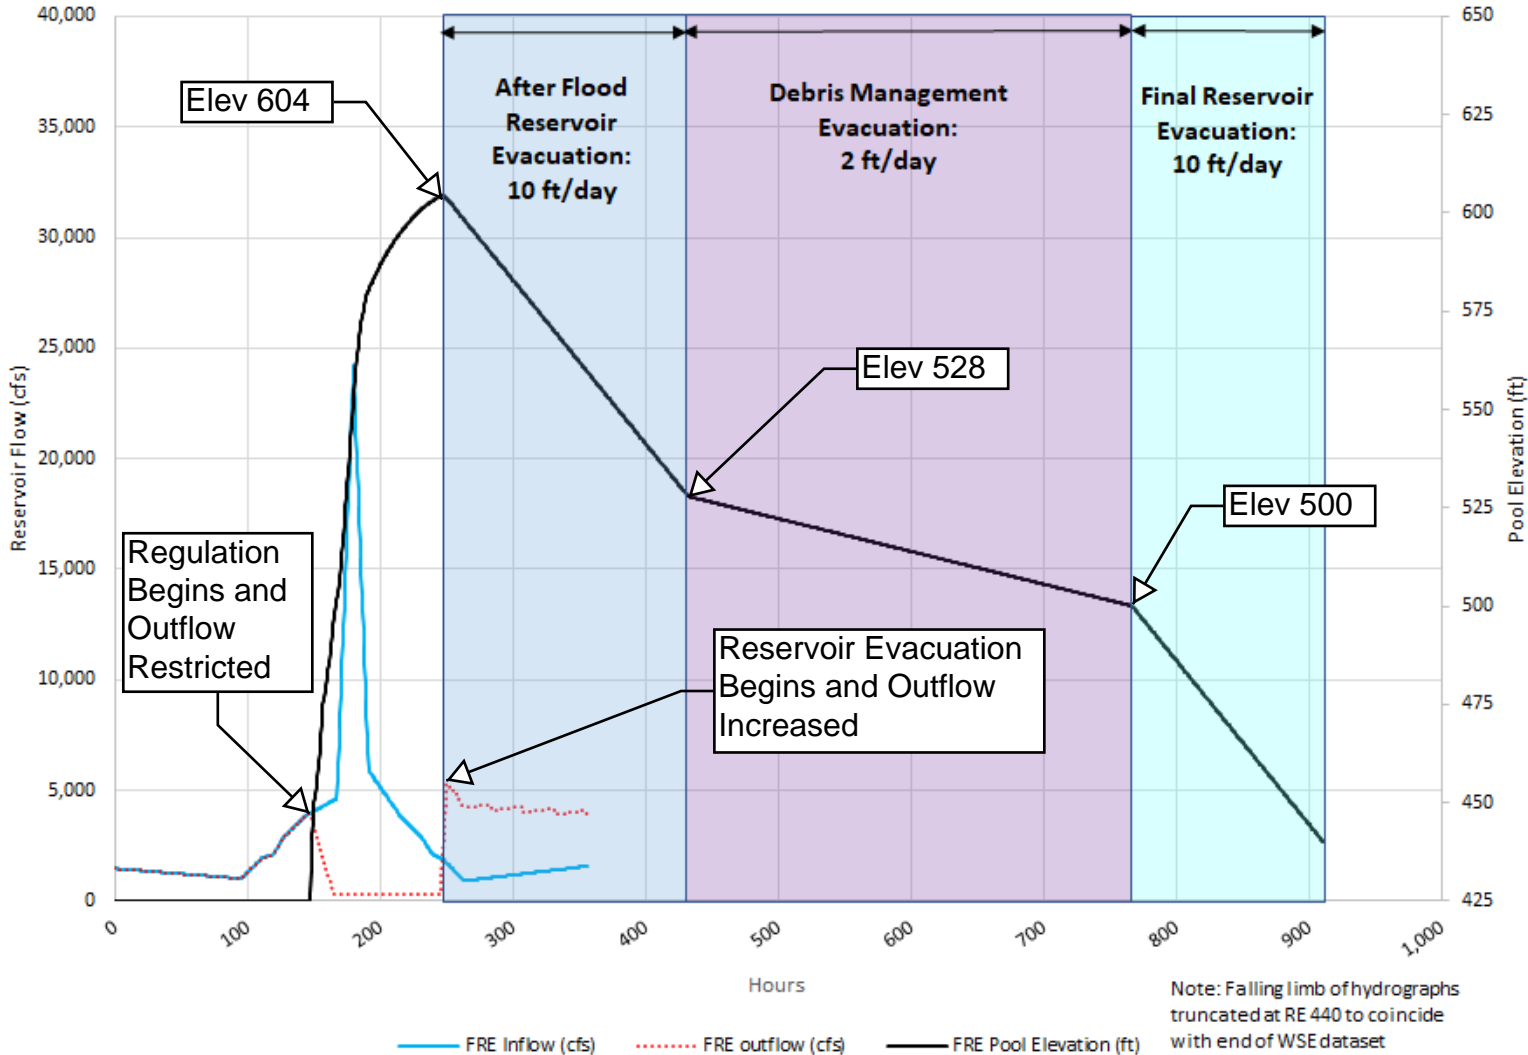 40,000
35,000
30,000
25,000
20,000
15,000
10,000
5,000
0
Reservoir Flow (cfs)
650
625
600
575
550
525
500
475
450
425
Pool Elevation (ft)
0
100
200
300
400
500
600
700
800
900
1,000
Hours
After Flood
Reservoir
Evacuation:
10 ft/day
Debris Management
Evacuation:
2 ft/day
Final Reservoir
Evacuation:
10 ft/day
Elev 604
Elev 528
Elev 500
Regulation
Begins and
Outflow
Restricted
Reservoir Evacuation
Begins and Outflow
Increased
FRE Inflow (cfs)
FRE outflow (cfs)
FRE Pool Elevation (ft)
Note: Falling limb of hydrographs
truncated at RE 440 to coincide
with end of WSE dataset